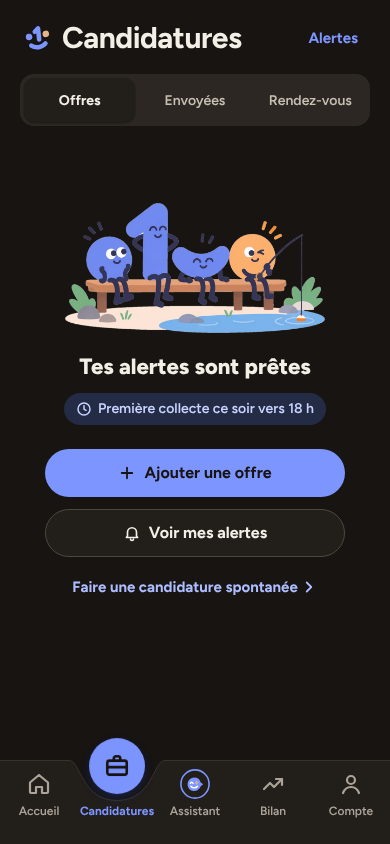 Candidatures
Alertes
Offres
Envoyées
Rendez-vous
Tes alertes sont prêtes
Première collecte ce soir vers 18 h
Ajouter une offre
Voir mes alertes
Faire une candidature spontanée
Accueil
Candidatures
Assistant
Bilan
Compte